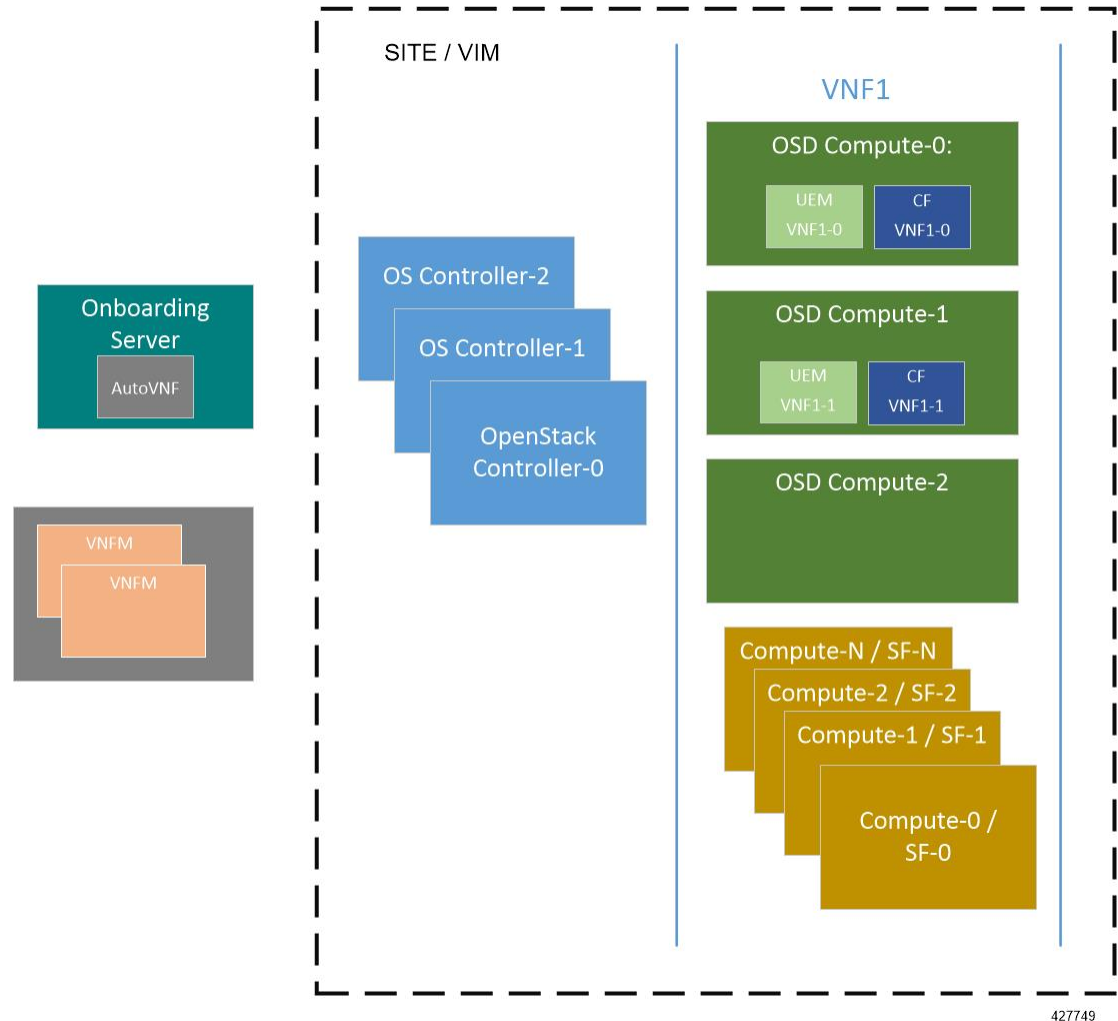 SITE / VIM
VNF1
OSD Compute-0:
UEM
VNF1-0
CF
VNF1-0
OS Controller-2
OS Controller-1
OpenStack
Controller-0
Onboarding
Server
AutoVNF
VNFM
VNFM
OSD Compute-1
UEM
VNF1-1
CF
VNF1-1
OSD Compute-2
Compute-N / SF-N
Compute-2 / SF-2
Compute-1 / SF-1
Compute-0 /
SF-0
427749